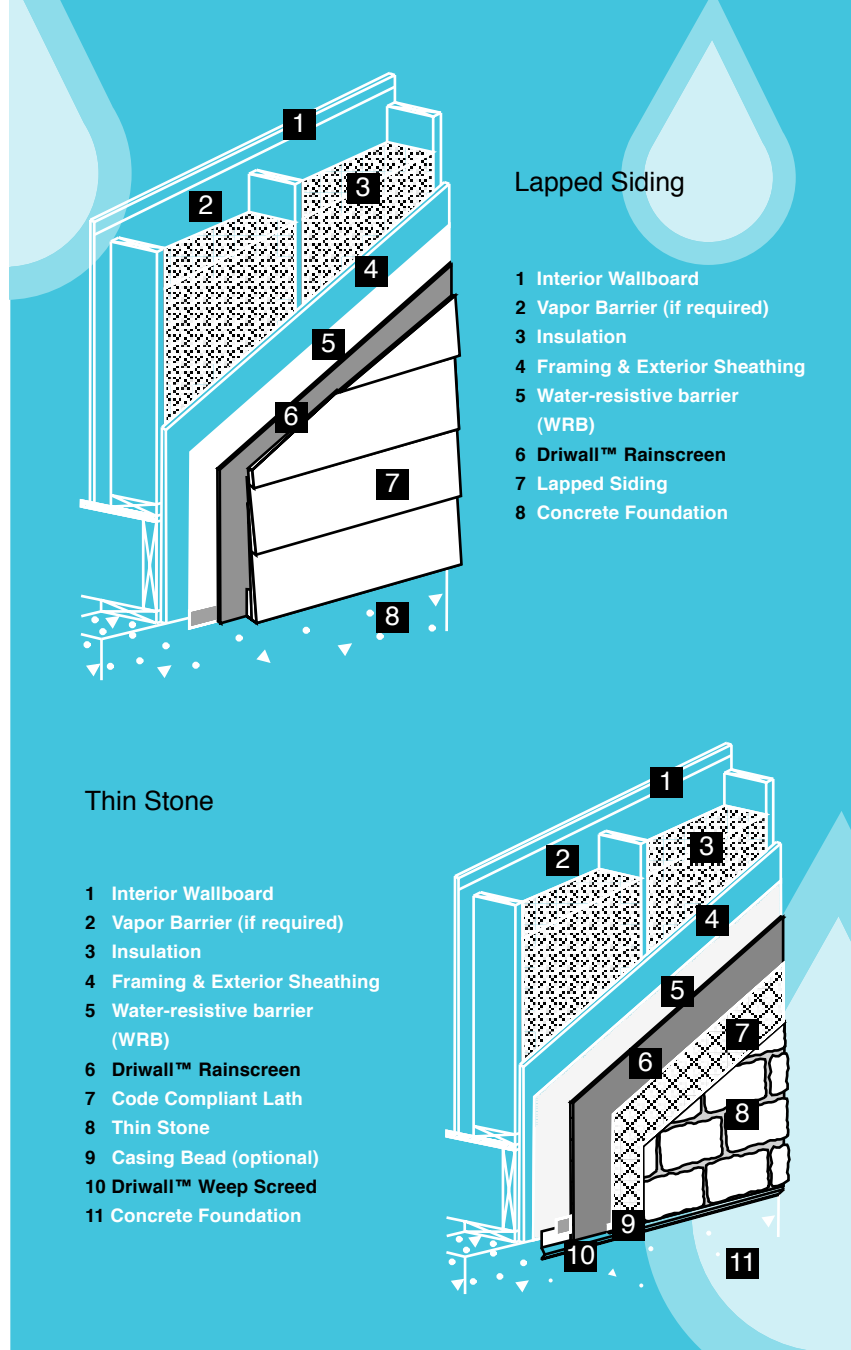 1
2
3
4
5
6
7
8
Lapped Siding
1 Interior Wallboard
2 Vapor Barrier (if required)
3 Insulation
4 Framing & Exterior Sheathing
5 Water-resistive barrier
(WRB)
6 Driwall™ Rainscreen
7 Lapped Siding
8 Concrete Foundation
Thin Stone
1 Interior Wallboard
2 Vapor Barrier (if required)
3 Insulation
4 Framing & Exterior Sheathing
5 Water-resistive barrier
(WRB)
6 Driwall™ Rainscreen
7 Code Compliant Lath
8 Thin Stone
9 Casing Bead (optional)
10 Driwall™ Weep Screed
11 Concrete Foundation
1
2
3
4
5
6
7
8
9
10
11